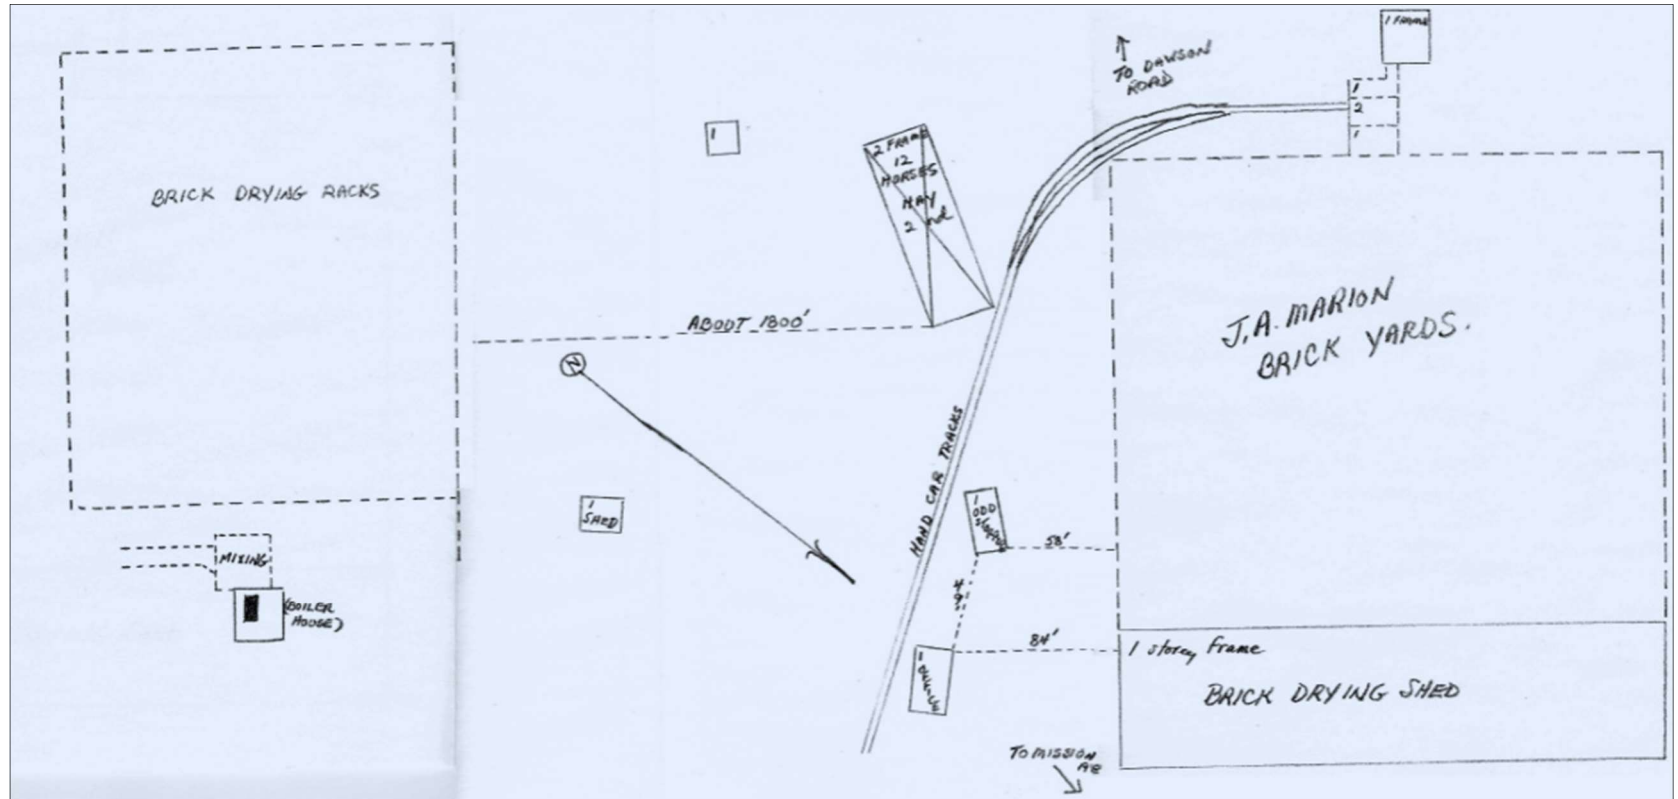 1 FRAME
TO DAWSON
ROAD
1
2
1
1
2 FRAME
12
HORSES
HAY
2 nd
BRICK DRYING RACKS
J.A. MARION
BRICK YARDS.
ABOUT 1800'
N
HAND CAR TRACKS
1
SHED
1
ODD
58'
MIXING
(BOILER
HOUSE)
49'
84'
1
1 storey Frame
BRICK DRYING SHED
TO MISSION